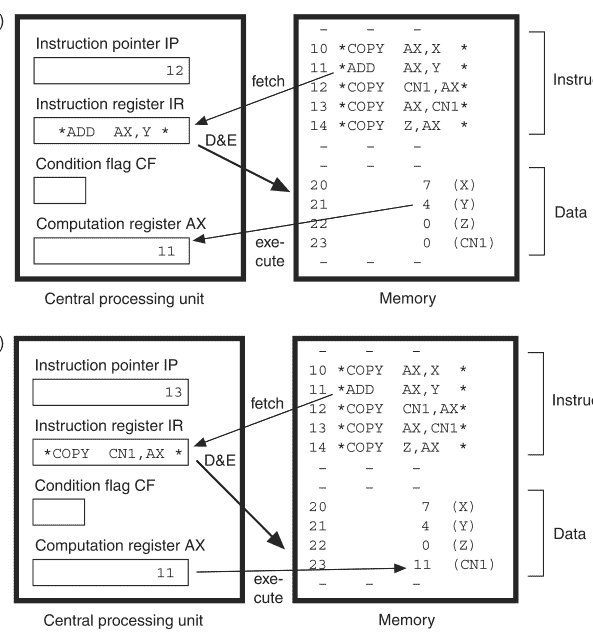 )
Instruction pointer IP
12
Instruction register IR
*ADD AX,Y *
Condition flag CF
Computation register AX
11
Central processing unit
fetch
D&E
exe-
cute
– – –
10 *COPY AX,X *
11 *ADD AX,Y *
12 *COPY CN1,AX*
13 *COPY AX,CN1*
14 *COPY Z,AX *
– – –
– – –
20 7 (X)
21 4 (Y)
22 0 (Z)
23 0 (CN1)
– – –
Memory
Instru
Data
)
Instruction pointer IP
13
Instruction register IR
*COPY CN1,AX *
Condition flag CF
Computation register AX
11
Central processing unit
fetch
D&E
exe-
cute
– – –
10 *COPY AX,X *
11 *ADD AX,Y *
12 *COPY CN1,AX*
13 *COPY AX,CN1*
14 *COPY Z,AX *
– –
– – –
20 7 (X)
21 4 (Y)
22 0 (Z)
23 11 (CN1)
– – –
Memory
Instru
Data